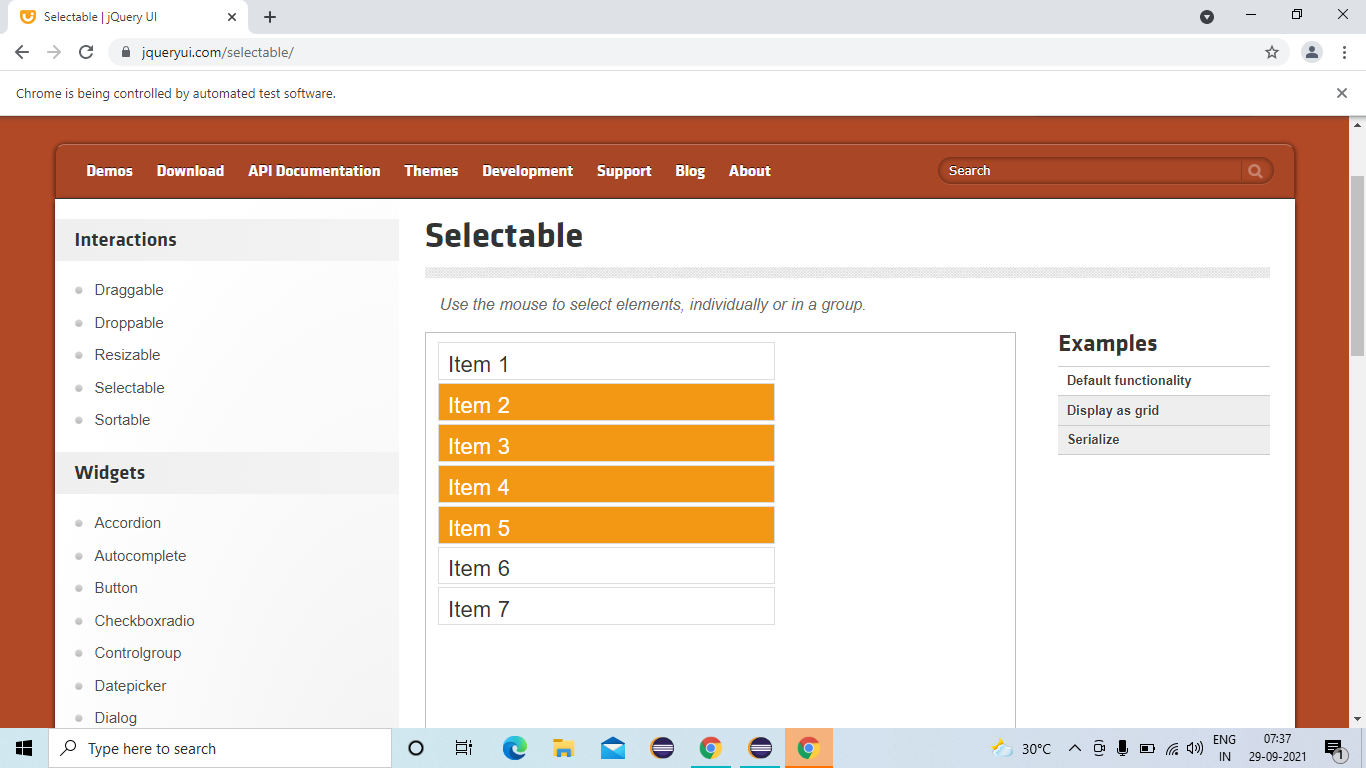 Selectable | jQuery UI
jqueryui.com/selectable/
Chrome is being controlled by automated test software.
Demos Download API Documentation Themes Development Support Blog About Search
Interactions
Draggable
Droppable
Resizable
Selectable
Sortable
Widgets
Accordion
Autocomplete
Button
Checkboxradio
Controlgroup
Datepicker
Dialog
Selectable
Use the mouse to select elements, individually or in a group.
Item 1
Item 2
Item 3
Item 4
Item 5
Item 6
Item 7
Examples
Default functionality
Display as grid
Serialize
Type here to search
30°C
ENG
IN
07:37
29-09-2021
1